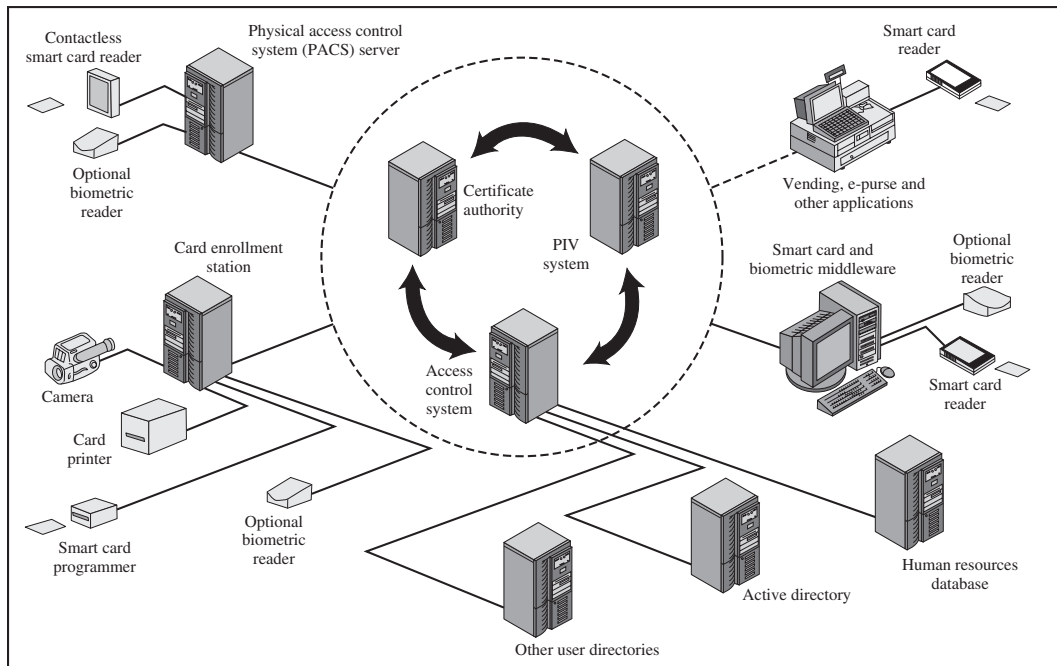 Contactless
smart card reader
Physical access control
system (PACS) server
Smart card
reader
Optional
biometric
reader
Certificate
authority
PIV
system
Vending, e-purse and
other applications
Card enrollment
station
Smart card and
biometric middleware
Optional
biometric
reader
Camera
Access
control
system
Smart card
reader
Card
printer
Smart card
programmer
Optional
biometric
reader
Other user directories
Active directory
Human resources
database